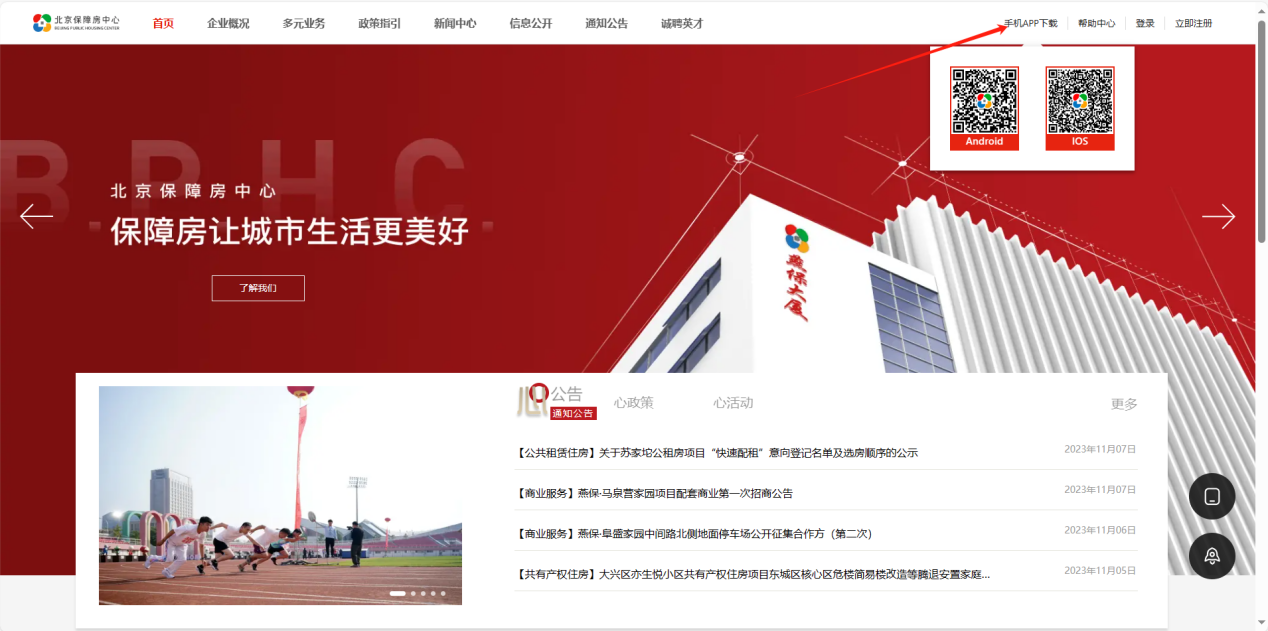 北京保障房中心
BEIJING PUBLIC HOUSING CENTER
首页
企业概况
多元业务
政策指引
新闻中心
信息公开
通知公告
诚聘英才
手机APP下载
帮助中心
登录
立即注册
Android
IOS
BPHC
北京保障房中心
保障房让城市生活更美好
了解我们
燕保大厦
心公告
通知公告
心政策
心活动
更多
【公共租赁住房】关于苏家坨公租房项目“快速配租”意向登记名单及选房顺序的公示 2023年11月07日
【商业服务】燕保·马泉营家园项目配套商业第一次招商公告 2023年11月07日
【商业服务】燕保·阜盛家园中间路北侧地面停车场公开征集合作方（第二次） 2023年11月06日
【共有产权住房】大兴区亦生悦小区共有产权住房项目东城区核心区危楼简易楼改造等腾退安置家庭... 2023年11月05日